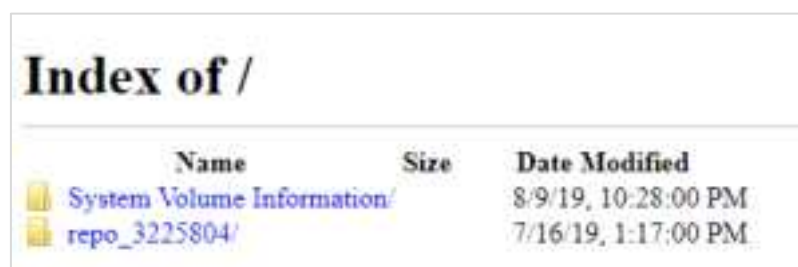 Index of /
Name Size Date Modified
System Volume Information/ 8/9/19, 10:28:00 PM
repo_3225804/ 7/16/19, 1:17:00 PM